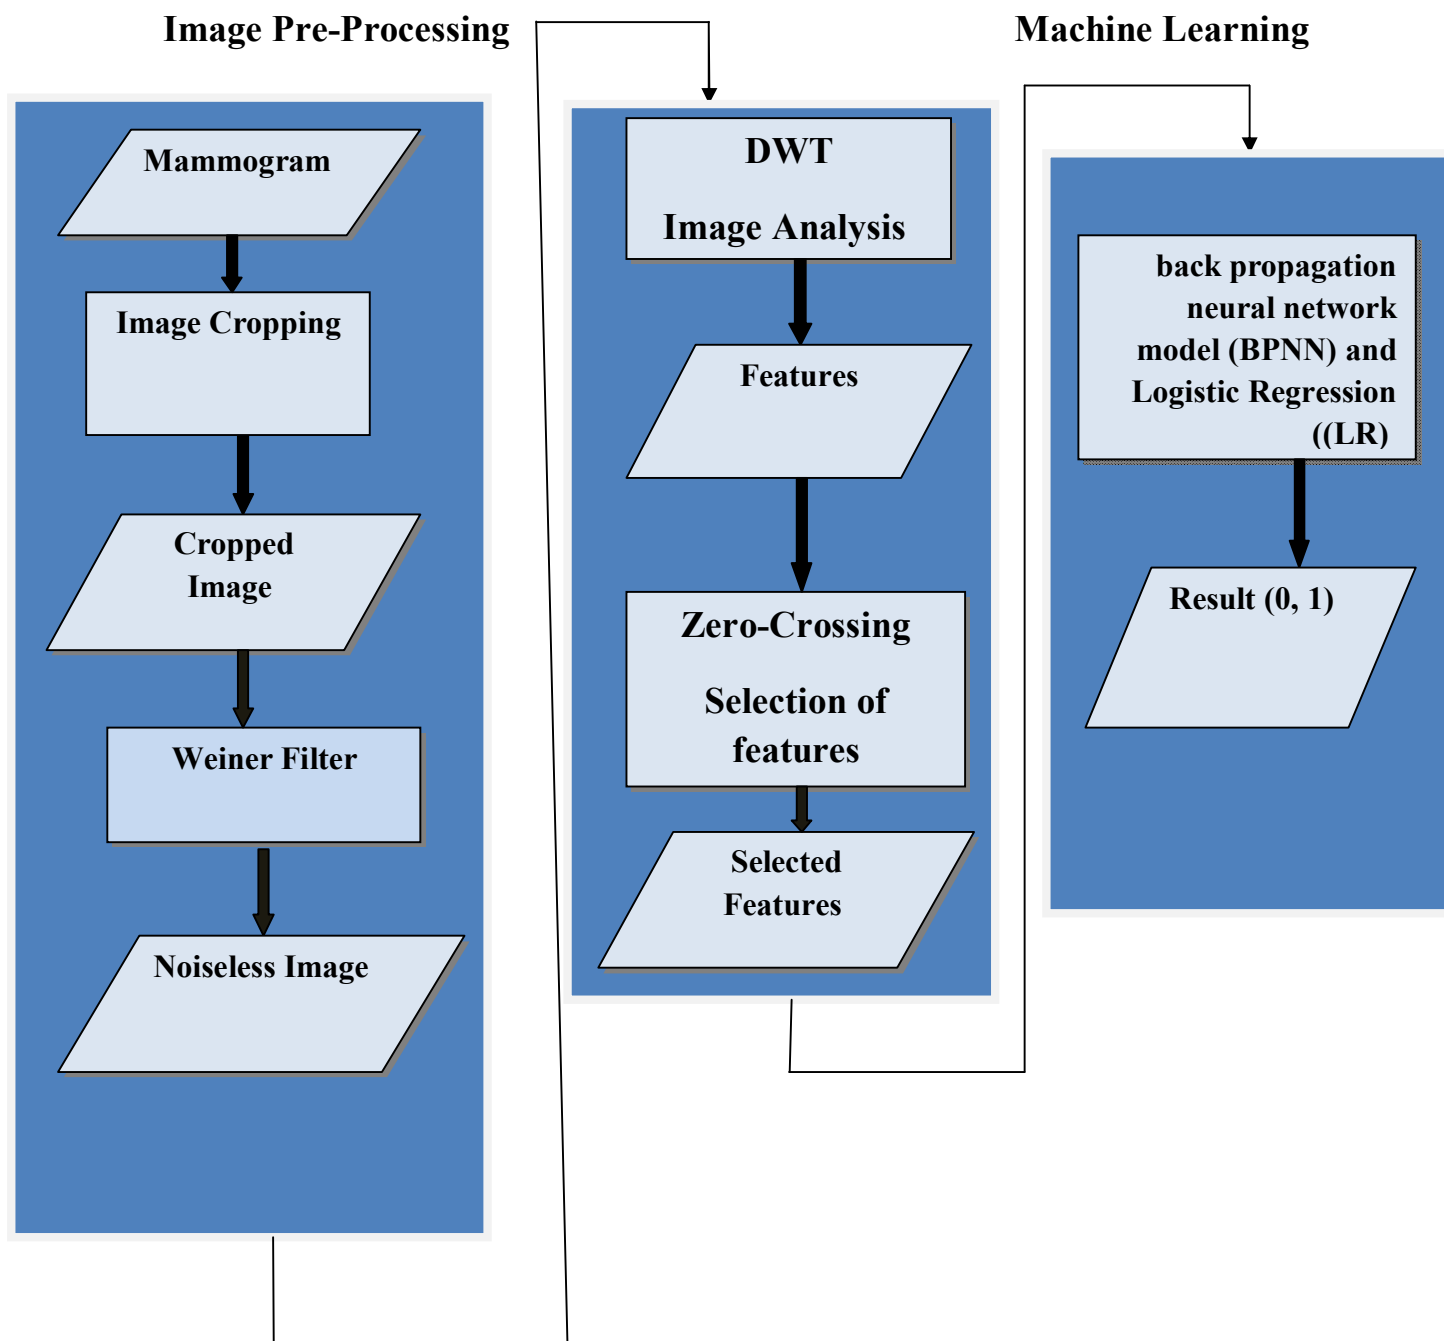 Image Pre-Processing
Machine Learning
Mammogram
Image Cropping
Cropped
Image
Weiner Filter
Noiseless Image
DWT
Image Analysis
Features
Zero-Crossing
Selection of
features
Selected
Features
back propagation
neural network
model (BPNN) and
Logistic Regression
((LR)
Result (0, 1)